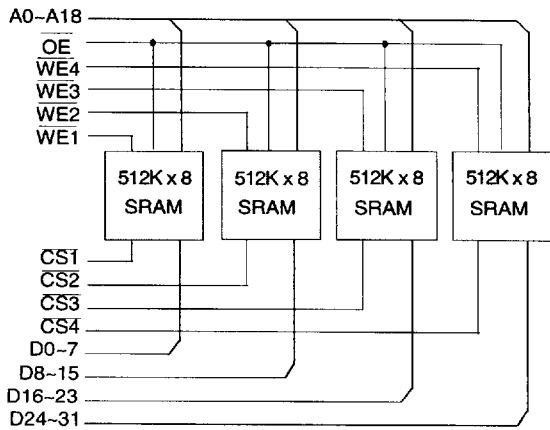 A0~A18
OE
WE4
WE3
WE2
WE1
512K x 8
SRAM
512K x 8
SRAM
512K x 8
SRAM
512K x 8
SRAM
CS1
CS2
CS3
CS4
D0~7
D8~15
D16~23
D24~31